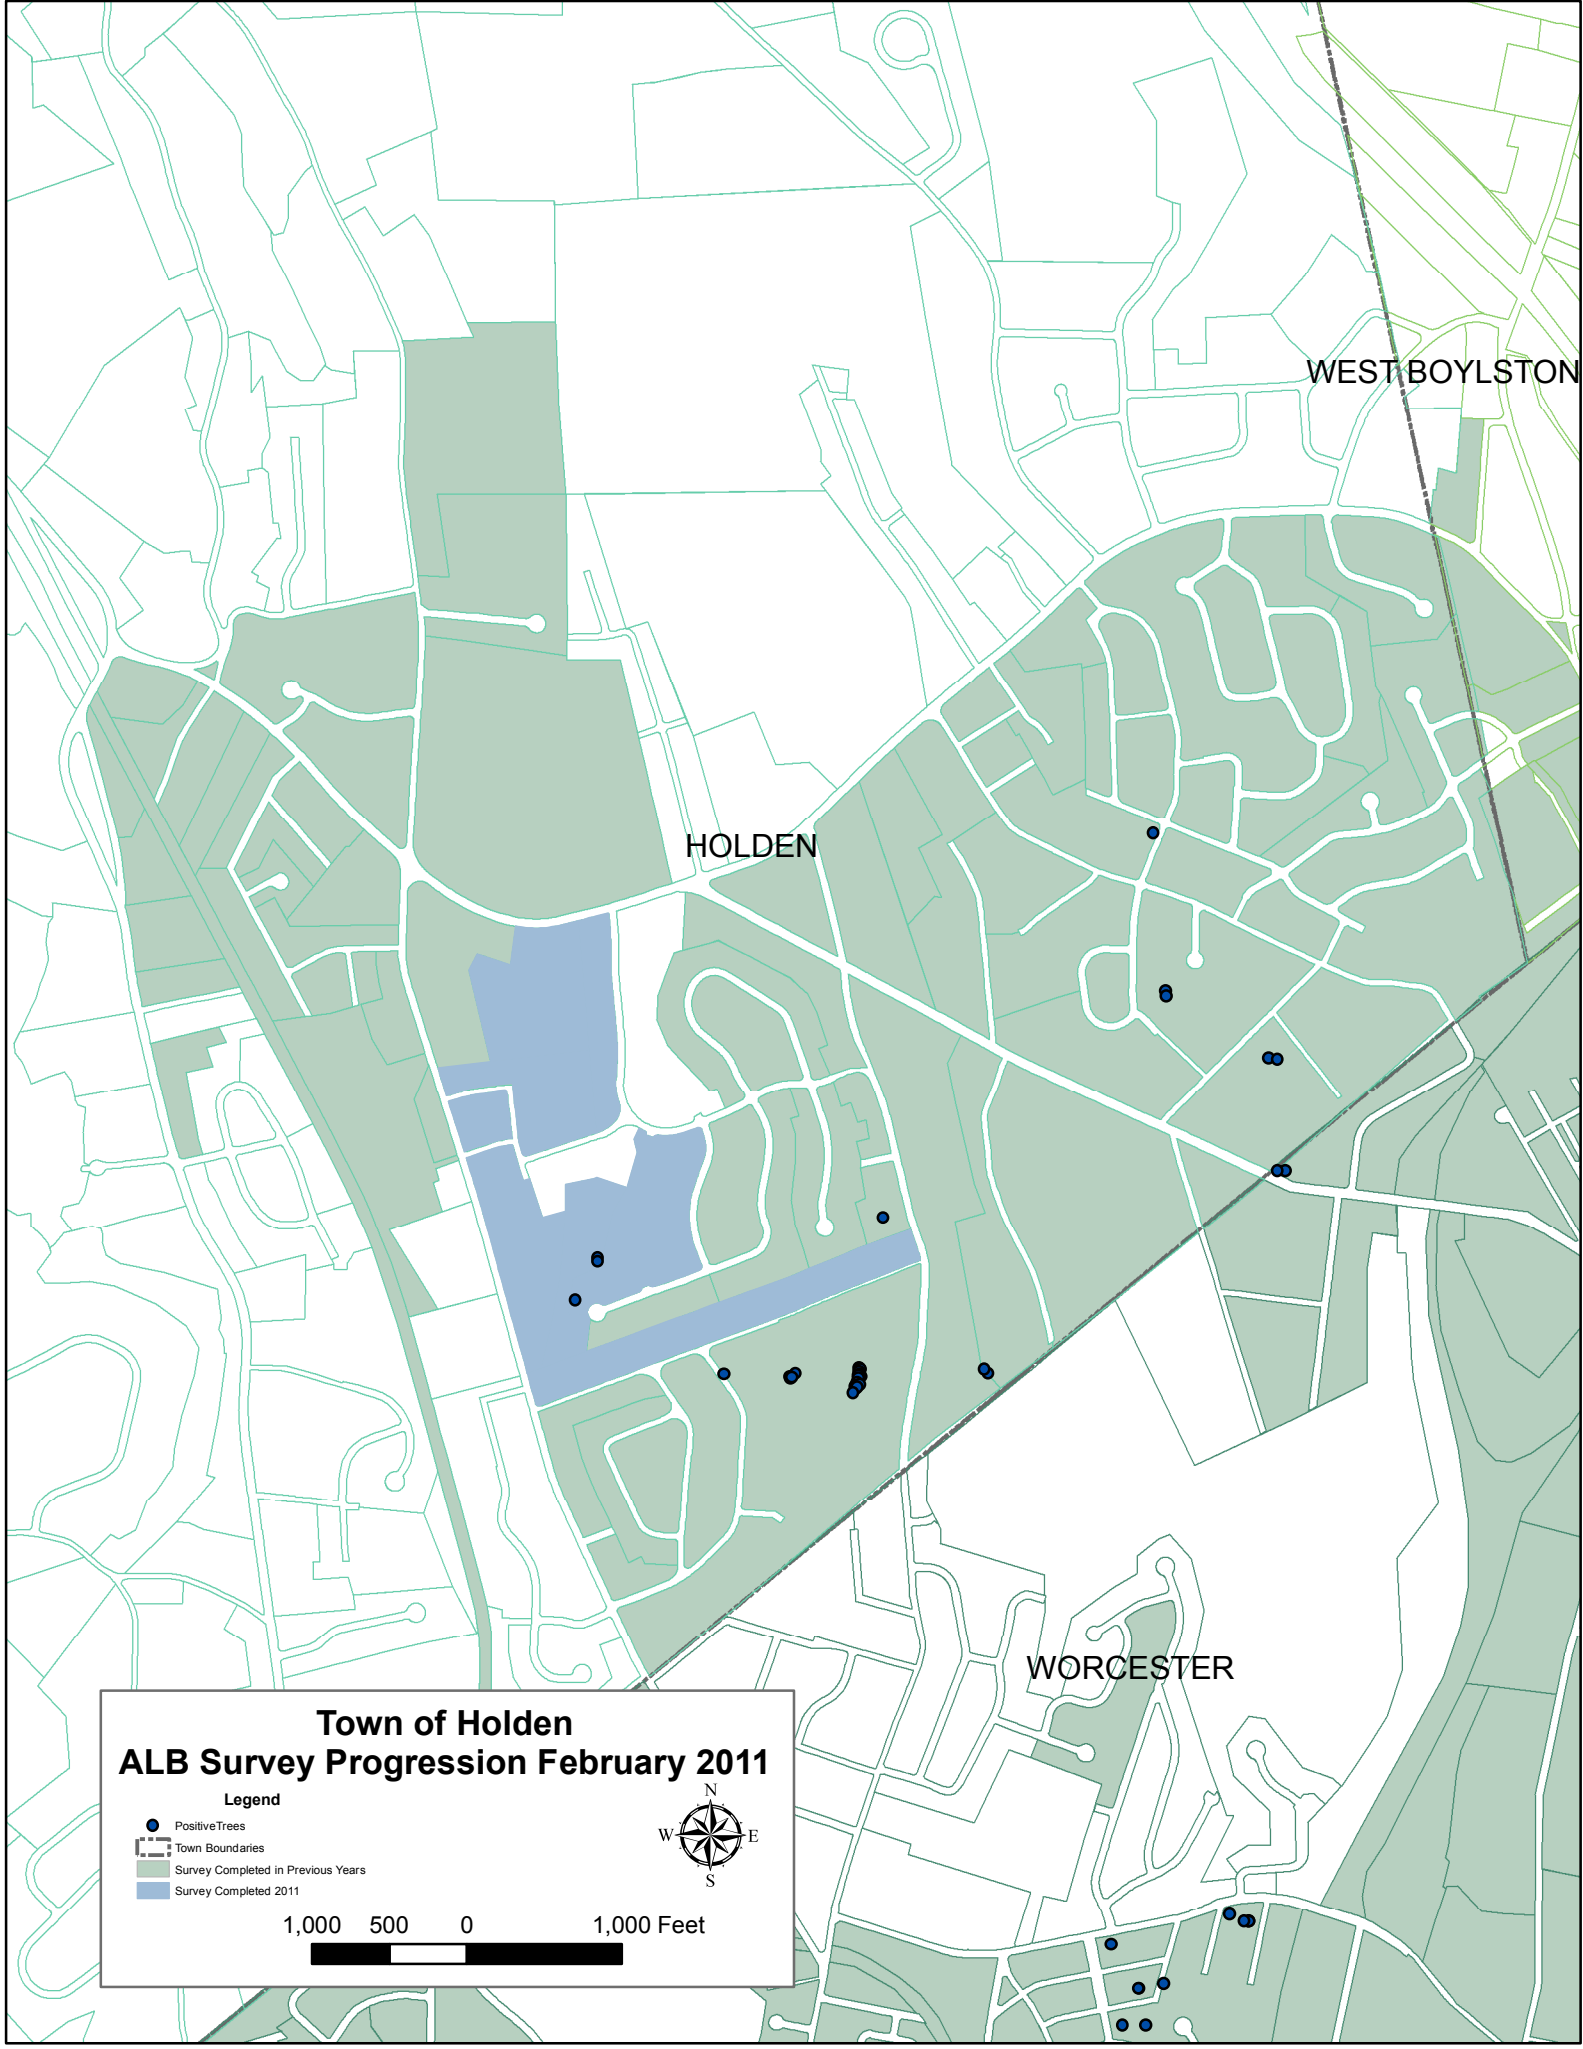 WEST BOYLSTON
HOLDEN
WORCESTER
Town of Holden
ALB Survey Progression February 2011
Legend
PositiveTrees
Town Boundaries
Survey Completed in Previous Years
Survey Completed 2011
N
W E
S
1,000 500 0 1,000 Feet